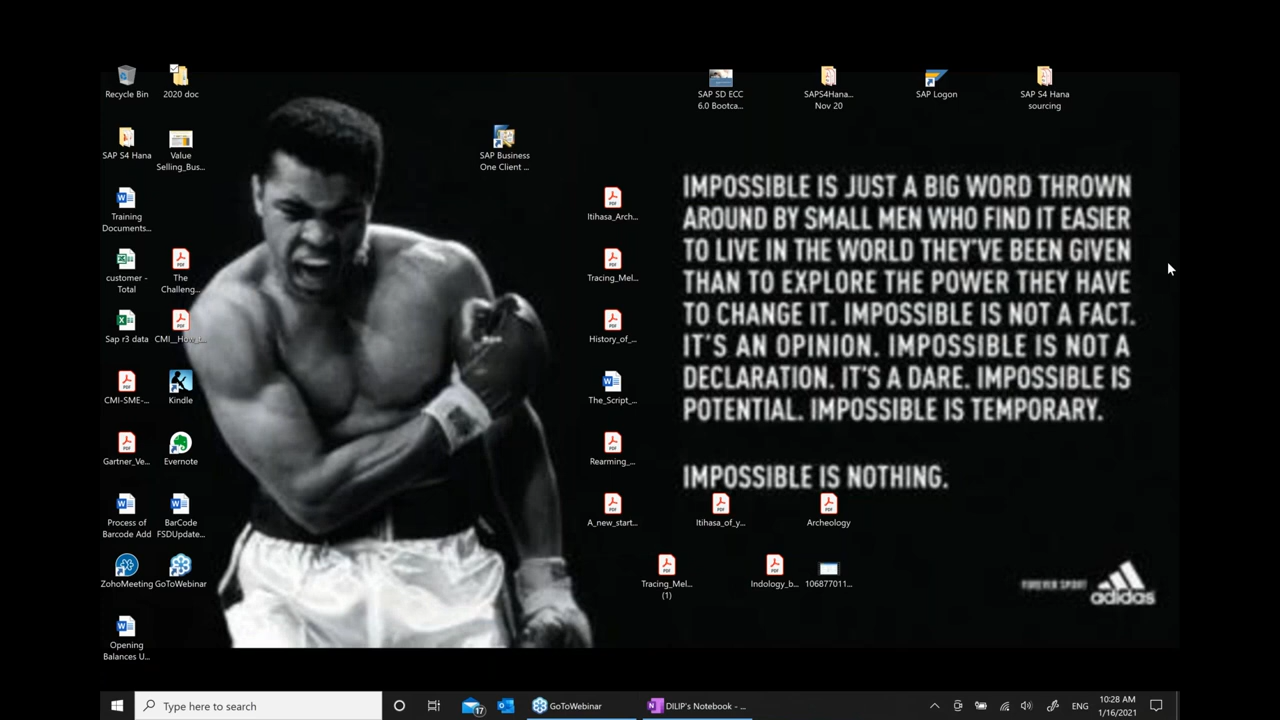 Recycle Bin
2020 doc
SAP SD ECC
6.0 Bootca...
SAPS4Hana...
Nov 20
SAP Logon
SAP S4 Hana
sourcing
SAP S4 Hana
Value
Selling_Bus...
SAP Business
One Client ...
Training
Documents...
Itihasa_Arch...
customer -
Total
The
Challeng...
Tracing_Mel...
Sap r3 data
CMI__How_t...
History_of_...
CMI-SME-...
Kindle
The_Script_...
Gartner_Ve...
Evernote
Rearming_...
Process of
Barcode Add
BarCode
FSDUpdate...
A_new_start...
Itihasa_of_y...
Archeology
ZohoMeeting
GoToWebinar
Tracing_Mel...
(1)
Indology_b...
106877011...
Opening
Balances U...
IMPOSSIBLE IS JUST A BIG WORD THROWN
AROUND BY SMALL MEN WHO FIND IT EASIER
TO LIVE IN THE WORLD THEY'VE BEEN GIVEN
THAN TO EXPLORE THE POWER THEY HAVE
TO CHANGE IT. IMPOSSIBLE IS NOT A FACT.
IT'S AN OPINION. IMPOSSIBLE IS NOT A
DECLARATION. IT'S A DARE. IMPOSSIBLE IS
POTENTIAL. IMPOSSIBLE IS TEMPORARY.
IMPOSSIBLE IS NOTHING.
FOREVER SPORT
adidas
Type here to search
17
GoToWebinar
DILIP's Notebook - ...
ENG
10:28 AM
1/16/2021